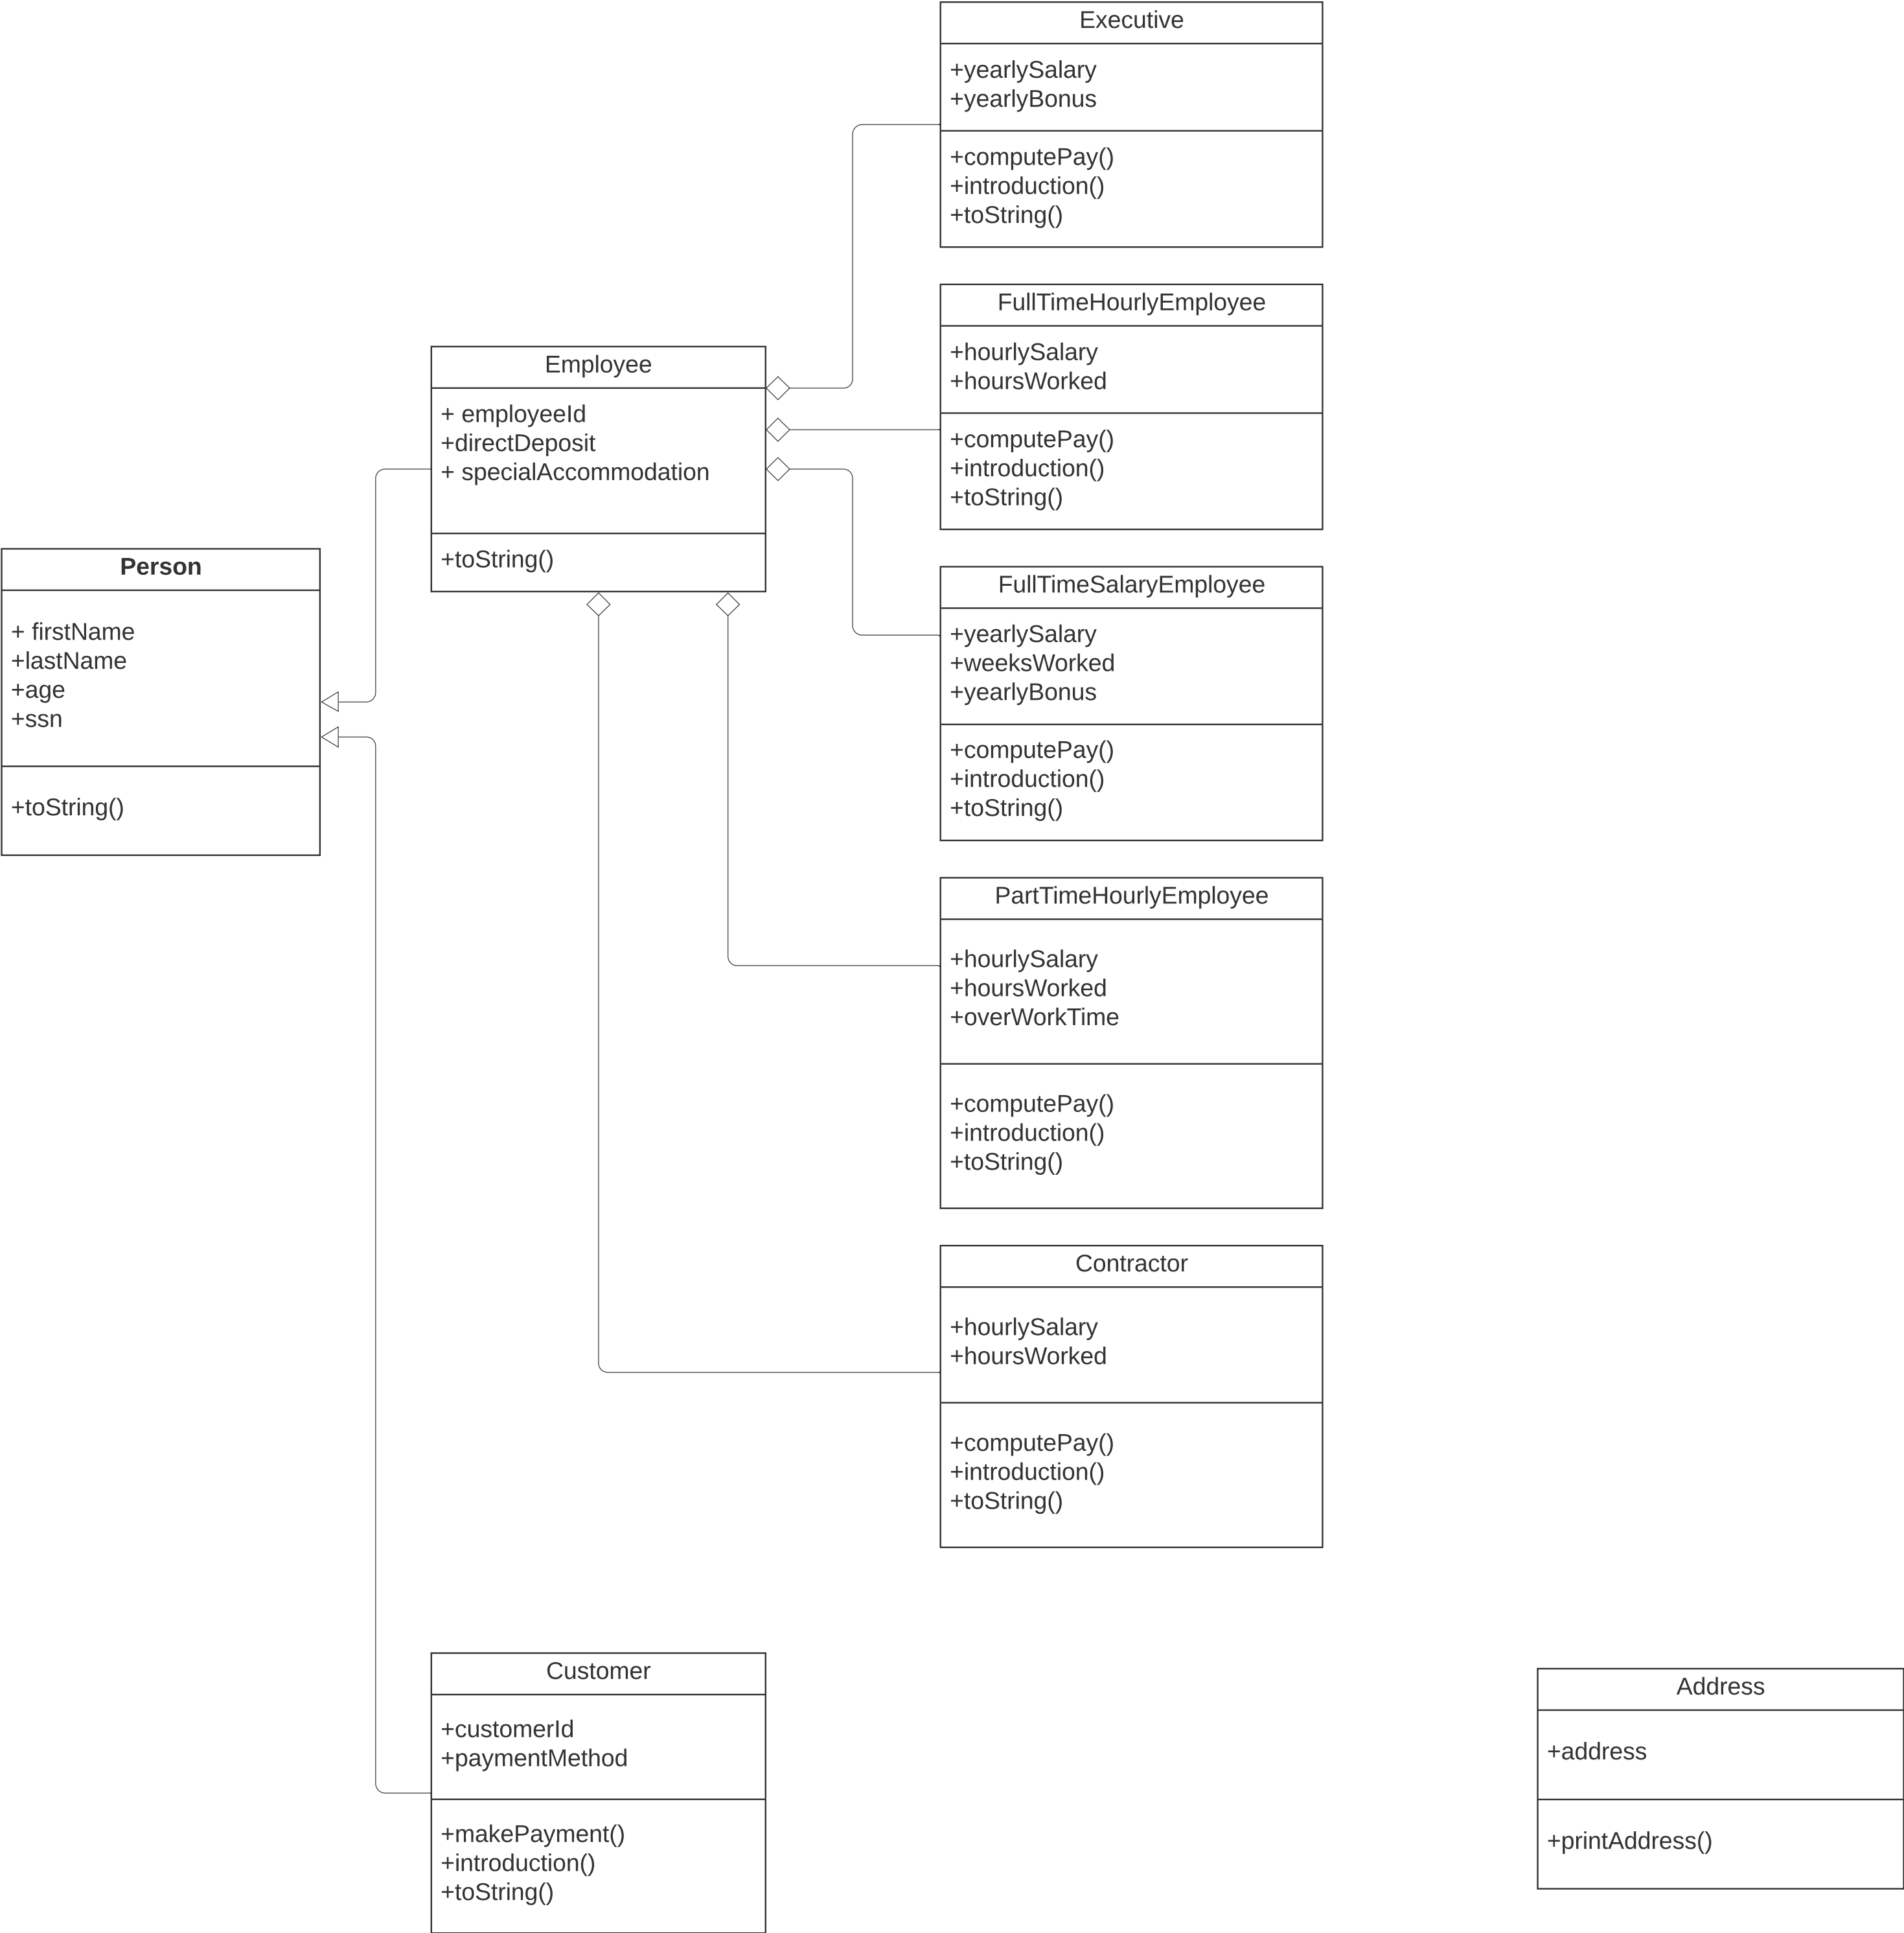 Executive
+yearlySalary
+yearlyBonus
+computePay()
+introduction()
+toString()
FullTimeHourlyEmployee
+hourlySalary
+hoursWorked
+computePay()
+introduction()
+toString()
Employee
+ employeeId
+directDeposit
+ specialAccommodation
+toString()
Person
+ firstName
+lastName
+age
+ssn
+toString()
FullTimeSalaryEmployee
+yearlySalary
+weeksWorked
+yearlyBonus
+computePay()
+introduction()
+toString()
PartTimeHourlyEmployee
+hourlySalary
+hoursWorked
+overWorkTime
+computePay()
+introduction()
+toString()
Contractor
+hourlySalary
+hoursWorked
+computePay()
+introduction()
+toString()
Customer
+customerId
+paymentMethod
+makePayment()
+introduction()
+toString()
Address
+address
+printAddress()